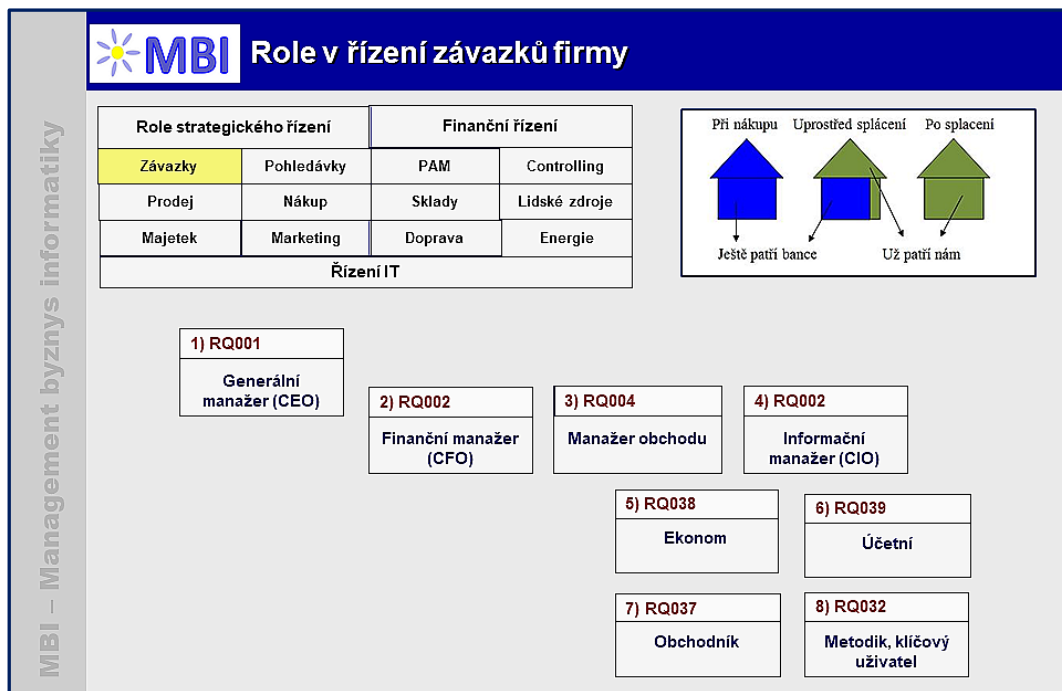 MBI
Role v řízení závazků firmy
MBI – Management byznys informatiky
Role strategického řízení
Finanční řízení
Závazky
Pohledávky
PAM
Controlling
Prodej
Nákup
Sklady
Lidské zdroje
Majetek
Marketing
Doprava
Energie
Řízení IT
Při nákupu
Uprostřed splácení
Po splacení
Ještě patří bance
Už patří nám
1) RQ001
Generální
manažer (CEO)
2) RQ002
Finanční manažer
(CFO)
3) RQ004
Manažer obchodu
4) RQ002
Informační
manažer (CIO)
5) RQ038
Ekonom
6) RQ039
Účetní
7) RQ037
Obchodník
8) RQ032
Metodik, klíčový
uživatel